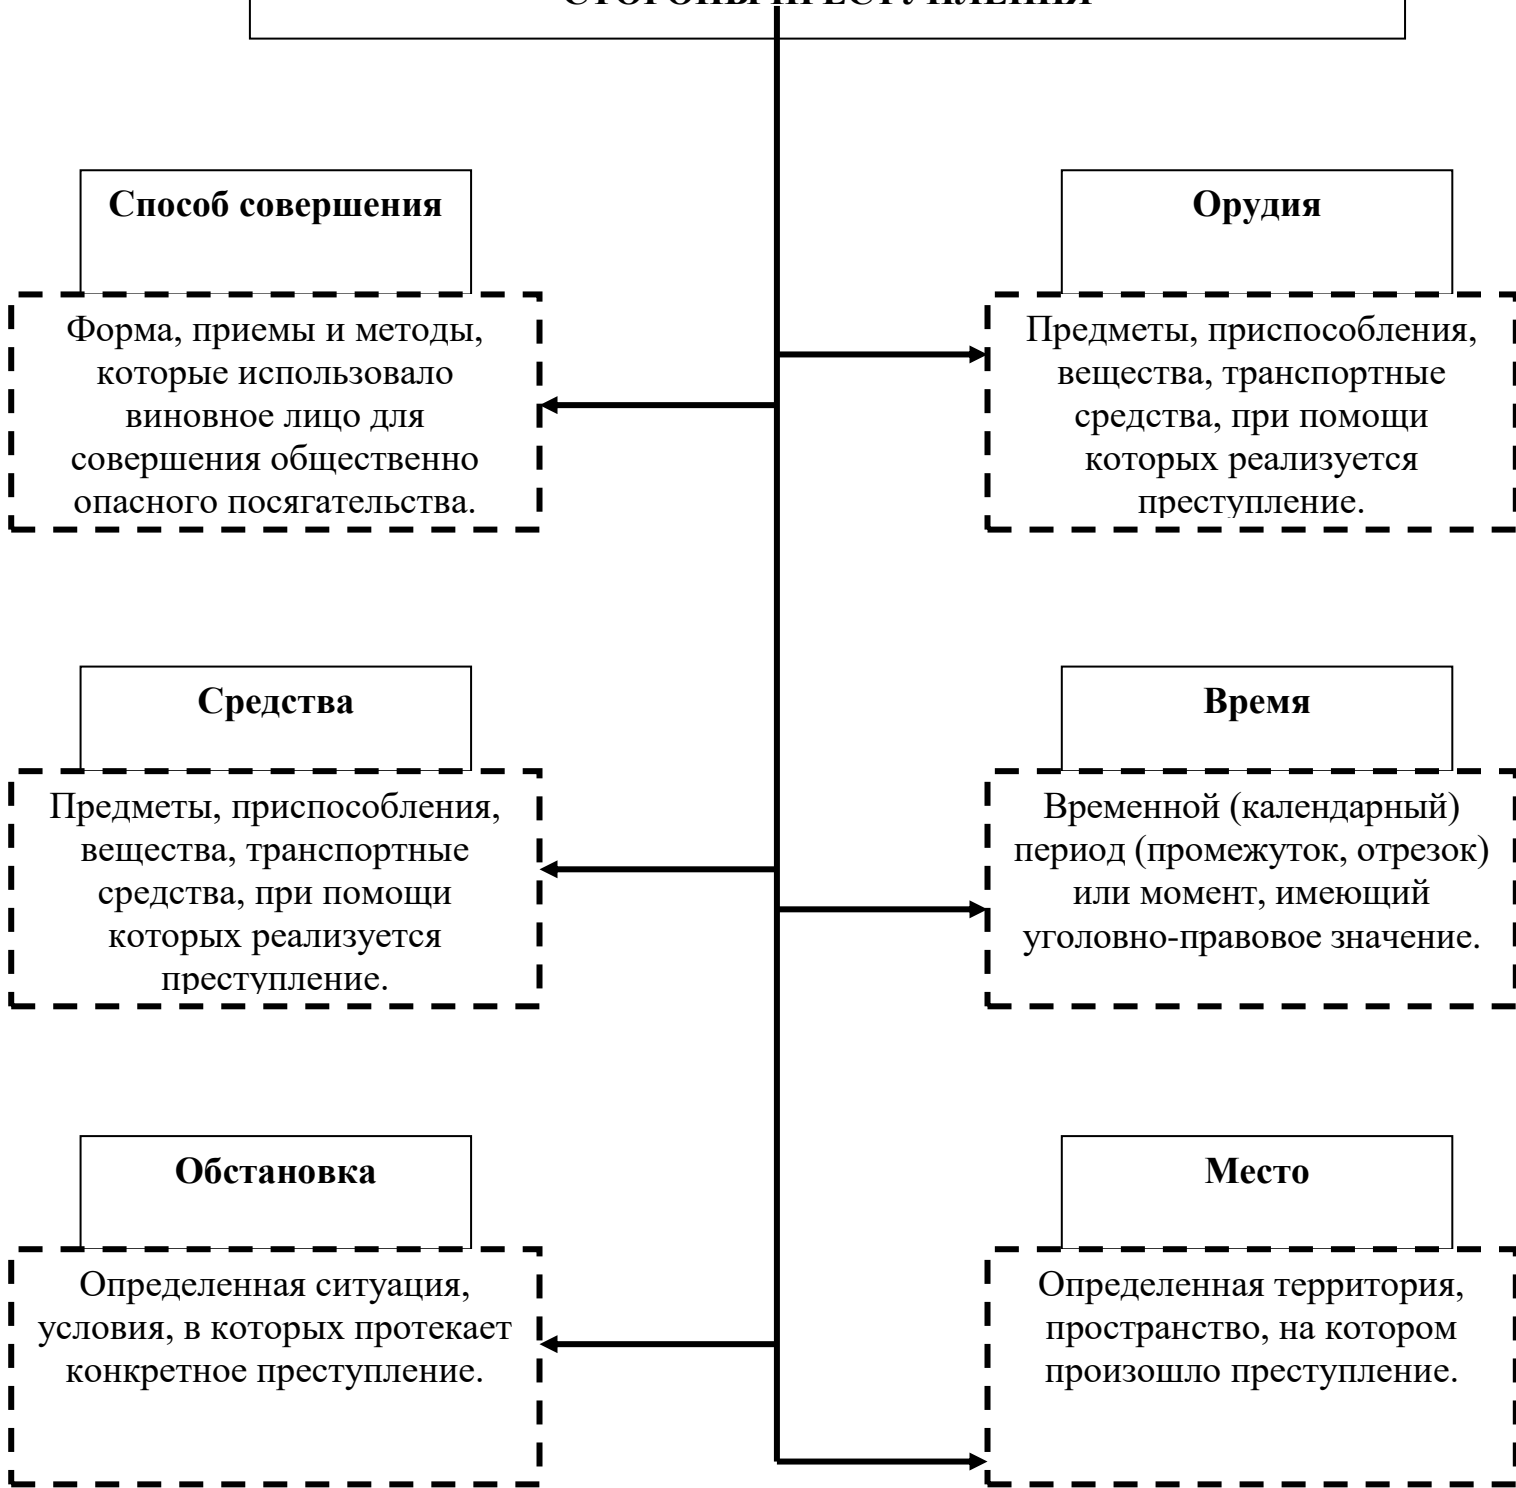 СТОРОНЫ ПРЕСТУПЛЕНИЯ
Способ совершения
Форма, приемы и методы,
которые использовало
виновное лицо для
совершения общественно
опасного посягательства.
Орудия
Предметы, приспособления,
вещества, транспортные
средства, при помощи
которых реализуется
преступление.
Средства
Предметы, приспособления,
вещества, транспортные
средства, при помощи
которых реализуется
преступление.
Время
Временной (календарный)
период (промежуток, отрезок)
или момент, имеющий
уголовно-правовое значение.
Обстановка
Определенная ситуация,
условия, в которых протекает
конкретное преступление.
Место
Определенная территория,
пространство, на котором
произошло преступление.